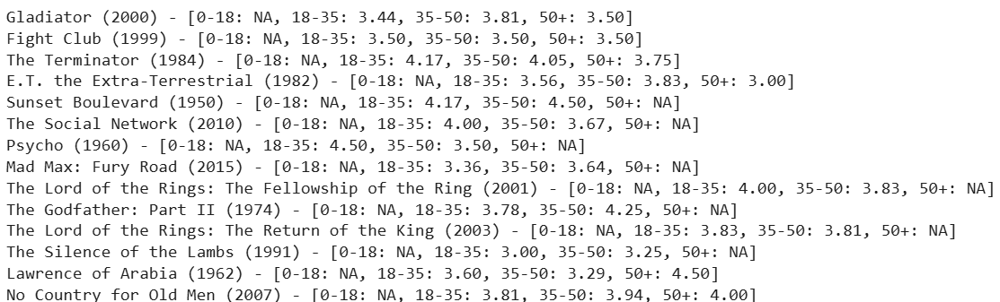 Gladiator (2000) - [0-18: NA, 18-35: 3.44, 35-50: 3.81, 50+: 3.50]
Fight Club (1999) - [0-18: NA, 18-35: 3.50, 35-50: 3.50, 50+: 3.50]
The Terminator (1984) - [0-18: NA, 18-35: 4.17, 35-50: 4.05, 50+: 3.75]
E.T. the Extra-Terrestrial (1982) - [0-18: NA, 18-35: 3.56, 35-50: 3.83, 50+: 3.00]
Sunset Boulevard (1950) - [0-18: NA, 18-35: 4.17, 35-50: 4.50, 50+: NA]
The Social Network (2010) - [0-18: NA, 18-35: 4.00, 35-50: 3.67, 50+: NA]
Psycho (1960) - [0-18: NA, 18-35: 4.50, 35-50: 3.50, 50+: NA]
Mad Max: Fury Road (2015) - [0-18: NA, 18-35: 3.36, 35-50: 3.64, 50+: NA]
The Lord of the Rings: The Fellowship of the Ring (2001) - [0-18: NA, 18-35: 4.00, 35-50: 3.83, 50+: NA]
The Godfather: Part II (1974) - [0-18: NA, 18-35: 3.78, 35-50: 4.25, 50+: NA]
The Lord of the Rings: The Return of the King (2003) - [0-18: NA, 18-35: 3.83, 35-50: 3.81, 50+: NA]
The Silence of the Lambs (1991) - [0-18: NA, 18-35: 3.00, 35-50: 3.25, 50+: NA]
Lawrence of Arabia (1962) - [0-18: NA, 18-35: 3.60, 35-50: 3.29, 50+: 4.50]
No Country for Old Men (2007) - [0-18: NA, 18-35: 3.81, 35-50: 3.94, 50+: 4.00]